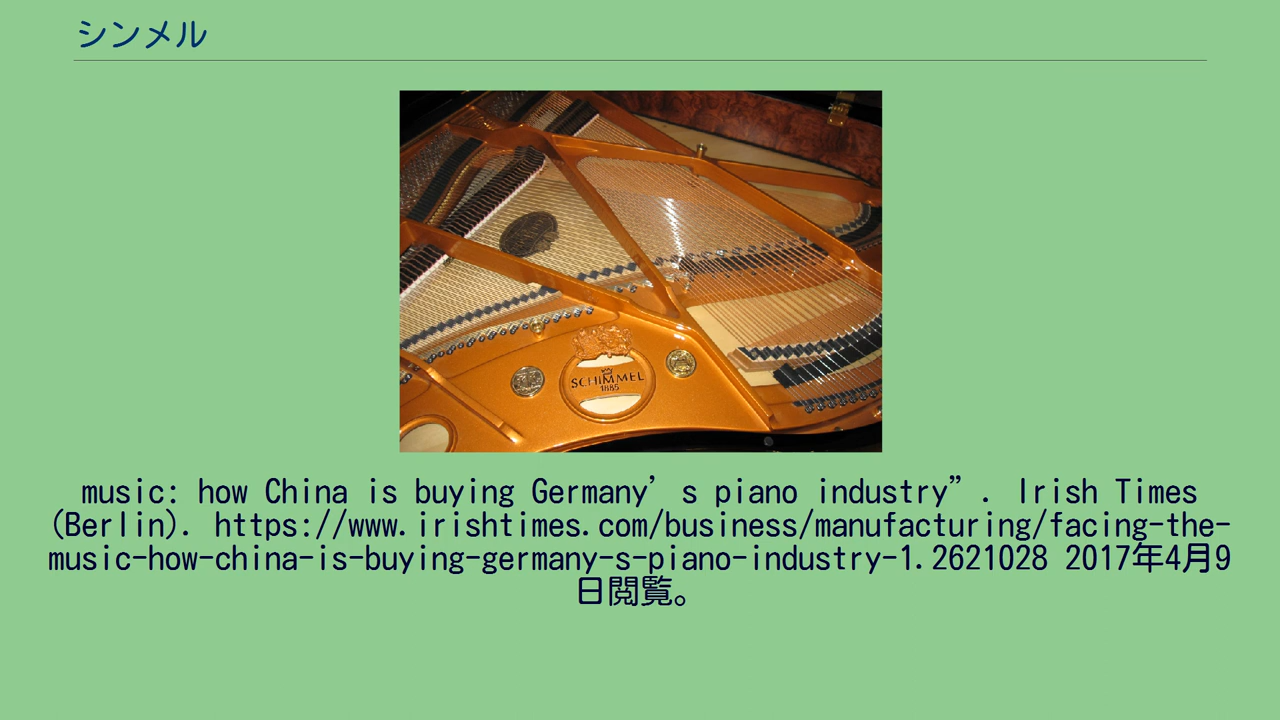 シンメル
SCHIMMEL
1885
music: how China is buying Germany’s piano industry”. Irish Times
(Berlin). https://www.irishtimes.com/business/manufacturing/facing-the-
music-how-china-is-buying-germany-s-piano-industry-1.2621028 2017年4月9
日閲覧。